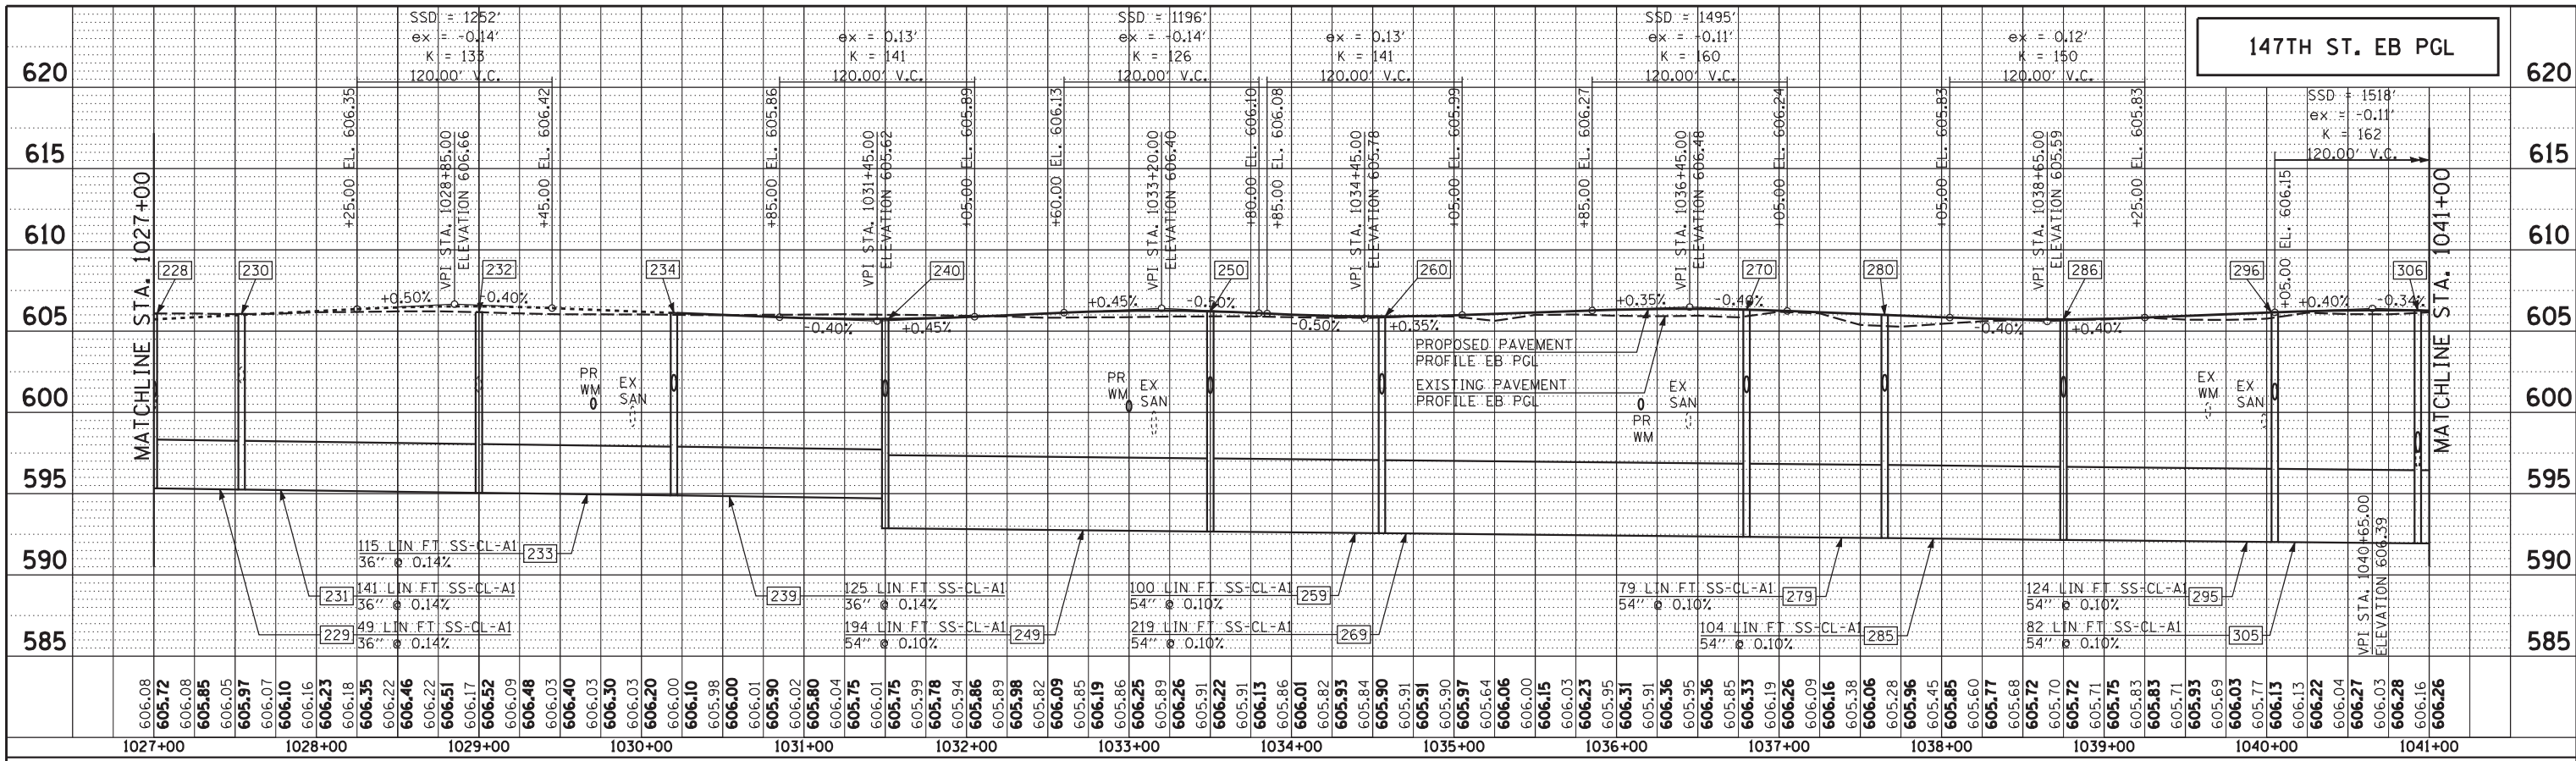 SSD = 1252'
ex = -0.14'
K = 133
120.00' V.C.
ex = 0.13'
K = 141
120.00' V.C.
SSD = 1196'
ex = -0.14'
K = 126
120.00' V.C.
ex = 0.13'
K = 141
120.00' V.C.
SSD = 1495'
ex = -0.11'
K = 160
120.00' V.C.
ex = 0.12'
K = 150
120.00' V.C.
147TH ST. EB PGL
SSD = 1518'
ex = -0.11'
K = 162
120.00' V.C.
620
615
610
605
600
595
590
585
620
615
610
605
600
595
590
585
MATCHLINE STA. 1027+00
+25.00 EL. 606.35
VPI STA. 1028+85.00
ELEVATION 606.66
+45.00 EL. 606.42
+85.00 EL. 605.86
VPI STA. 1031+45.00
ELEVATION 605.62
+05.00 EL. 605.89
+60.00 EL. 606.13
VPI STA. 1033+20.00
ELEVATION 606.40
+80.00 EL. 606.10
+85.00 EL. 606.08
VPI STA. 1034+45.00
ELEVATION 605.78
+05.00 EL. 605.99
+85.00 EL. 606.27
VPI STA. 1036+45.00
ELEVATION 606.48
+05.00 EL. 606.24
+05.00 EL. 605.83
VPI STA. 1038+65.00
ELEVATION 605.59
+25.00 EL. 605.83
+05.00 EL. 606.15
MATCHLINE STA. 1041+00
228
230
232
234
240
250
260
270
280
286
296
306
+0.50%
-0.40%
-0.40%
+0.45%
+0.45%
-0.50%
-0.50%
+0.35%
+0.35%
-0.40%
-0.40%
+0.40%
+0.40%
-0.34%
PROPOSED PAVEMENT
PROFILE EB PGL
EXISTING PAVEMENT
PROFILE EB PGL
PR
WM
EX
SAN
PR
WM
EX
SAN
PR
WM
EX
SAN
EX
WM
EX
SAN
115 LIN FT SS-CL-A1
36" @ 0.14%
233
231
141 LIN FT SS-CL-A1
36" @ 0.14%
229
49 LIN FT SS-CL-A1
36" @ 0.14%
239
125 LIN FT SS-CL-A1
36" @ 0.14%
194 LIN FT SS-CL-A1
54" @ 0.10%
249
100 LIN FT SS-CL-A1
54" @ 0.10%
259
219 LIN FT SS-CL-A1
54" @ 0.10%
269
79 LIN FT SS-CL-A1
54" @ 0.10%
279
104 LIN FT SS-CL-A1
54" @ 0.10%
285
124 LIN FT SS-CL-A1
54" @ 0.10%
295
82 LIN FT SS-CL-A1
54" @ 0.10%
305
VPI STA. 1040+65.00
ELEVATION 606.39
606.08
605.72
606.08
605.85
606.05
605.97
606.07
606.10
606.16
606.23
606.18
606.35
606.22
606.46
606.22
606.51
606.17
606.52
606.09
606.48
606.03
606.40
606.03
606.30
606.03
606.20
606.00
606.10
605.98
606.00
606.01
605.90
606.02
605.80
606.04
605.75
606.01
605.75
605.99
605.78
605.94
605.86
605.89
605.98
605.82
606.09
605.85
606.19
605.86
606.25
605.89
606.26
605.91
606.22
605.91
606.13
605.86
606.01
605.82
605.93
605.84
605.90
605.91
605.91
605.90
605.97
605.64
606.06
606.00
606.15
606.03
606.23
605.95
606.31
605.91
606.36
605.95
606.36
605.85
606.33
606.19
606.26
606.09
606.16
605.38
606.06
605.28
605.96
605.45
605.85
605.60
605.77
605.68
605.72
605.70
605.72
605.71
605.75
605.83
605.83
605.71
605.93
605.69
606.03
605.77
606.13
606.13
606.22
606.04
606.27
606.03
606.28
606.16
606.26
1027+00
1028+00
1029+00
1030+00
1031+00
1032+00
1033+00
1034+00
1035+00
1036+00
1037+00
1038+00
1039+00
1040+00
1041+00